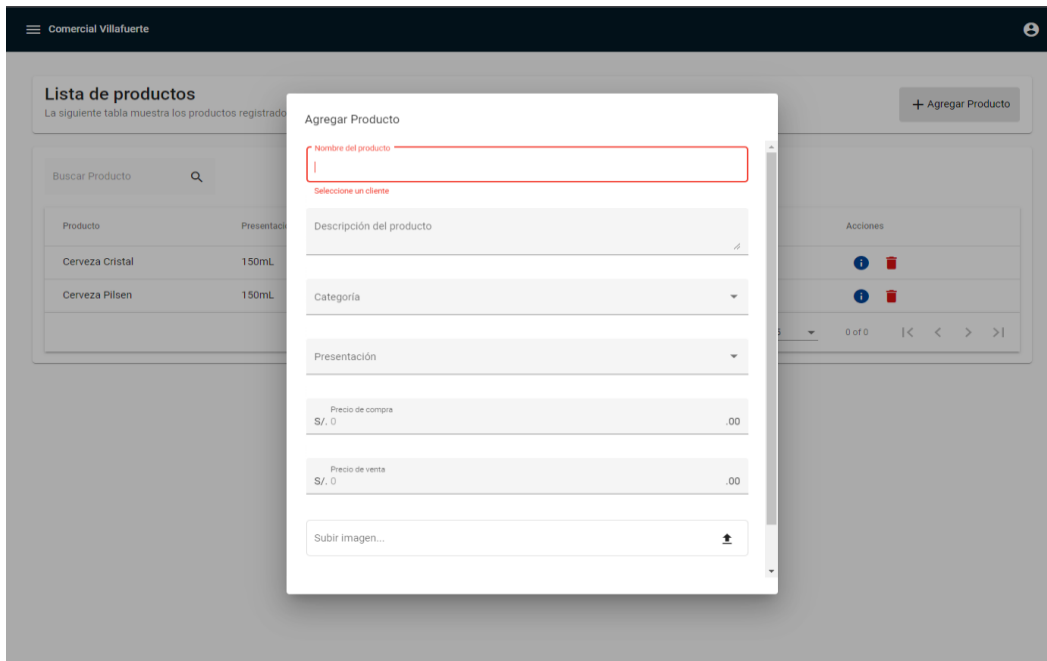 Comercial Villafuerte
Lista de productos
La siguiente tabla muestra los productos registrado
+ Agregar Producto
Agregar Producto
Nombre del producto
Seleccione un cliente
Descripción del producto
Categoría
Presentación
Precio de compra
S/. 0 .00
Precio de venta
S/. 0 .00
Subir imagen...
Buscar Producto
Producto Presentaci Acciones
Cerveza Cristal 150mL
Cerveza Pilsen 150mL
0 of 0